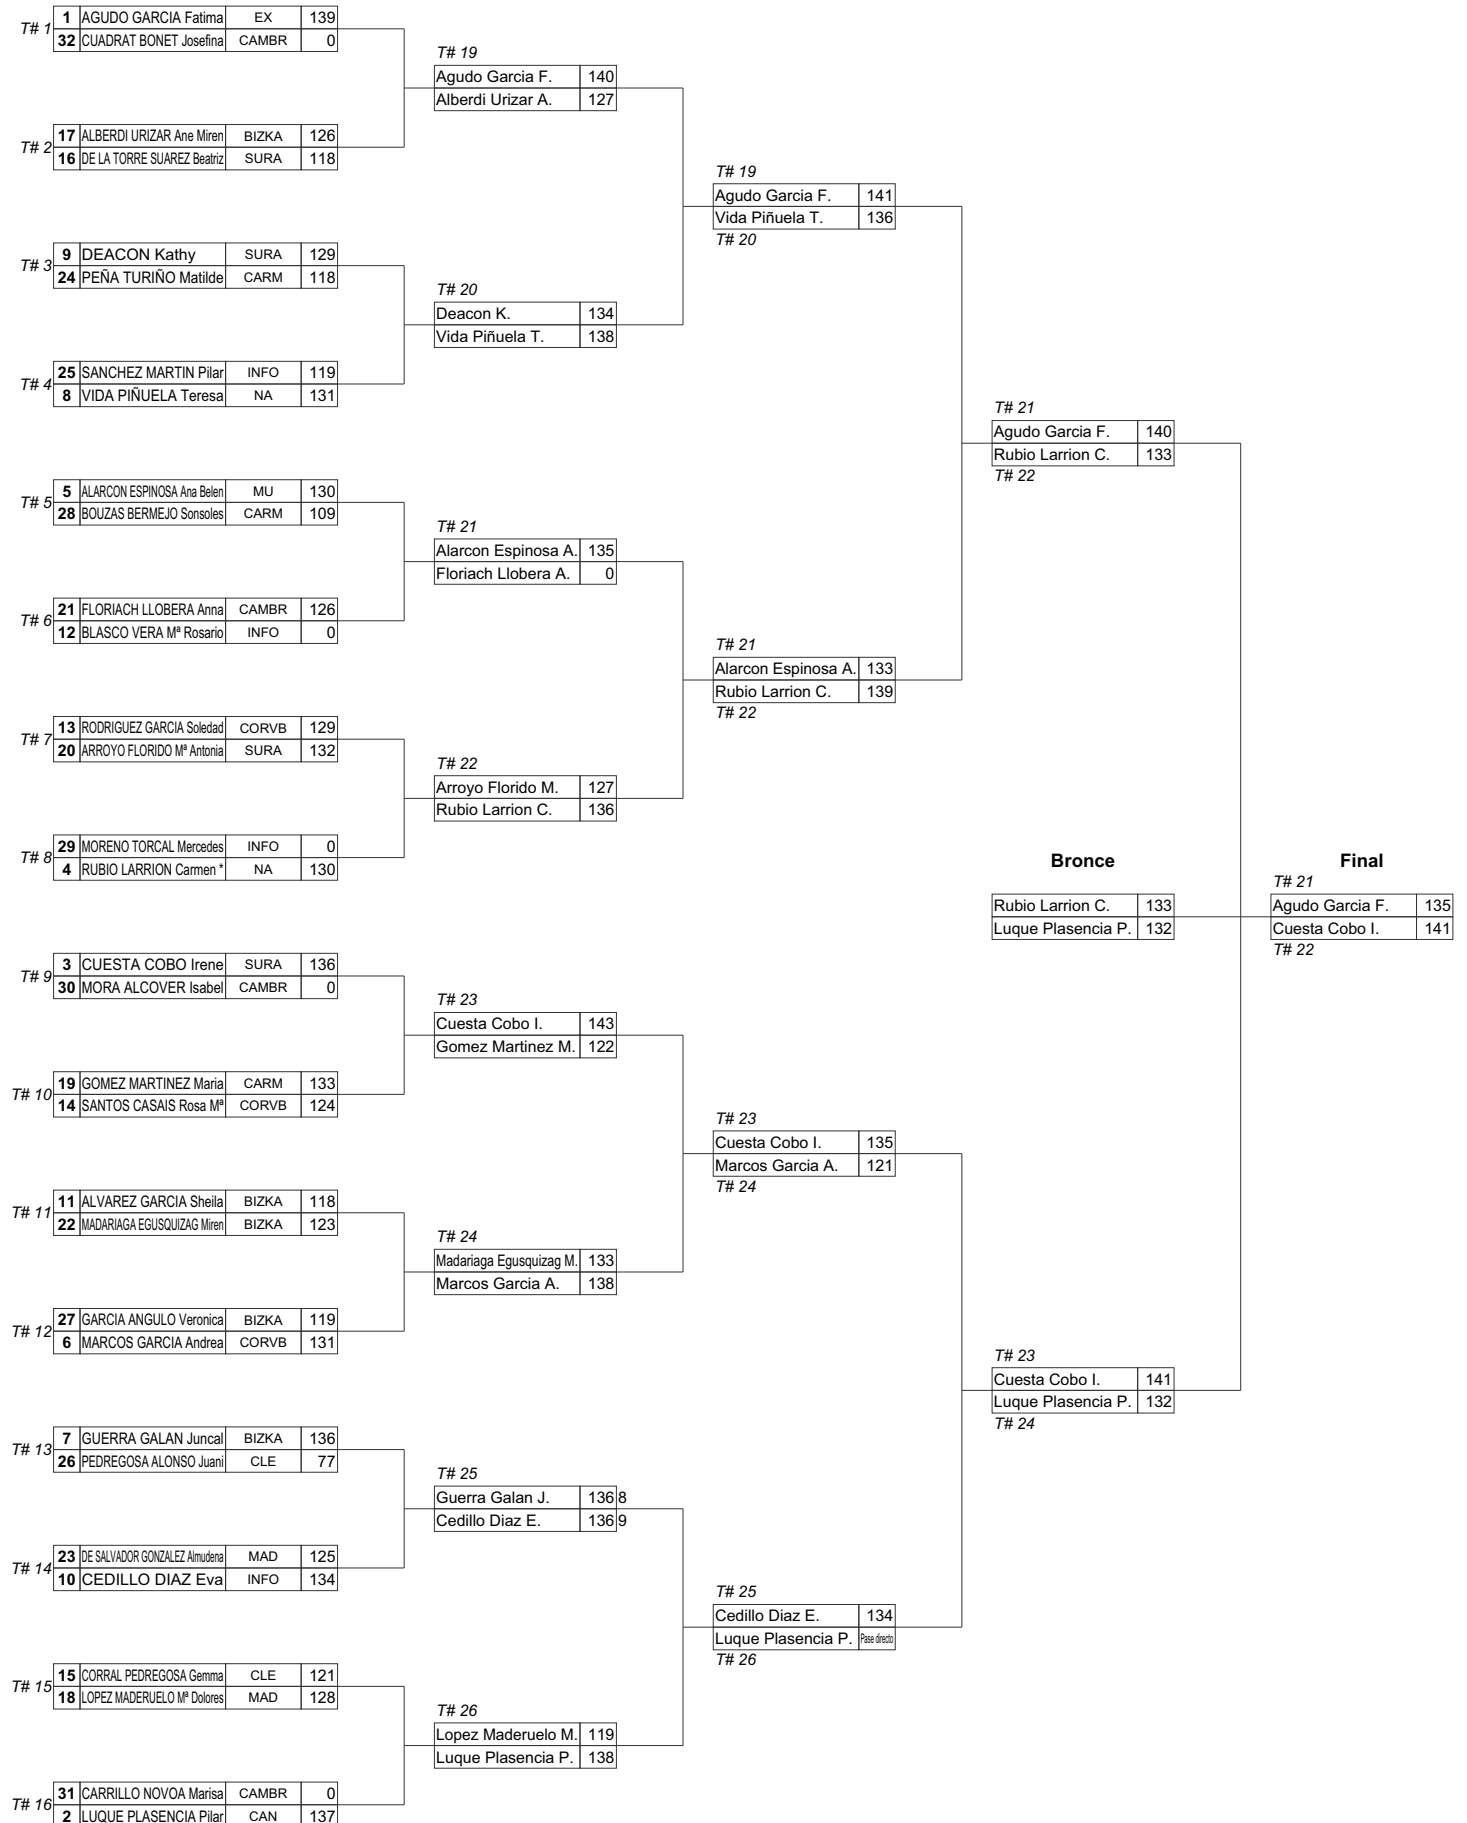 T# 1
1 AGUDO GARCIA Fatima EX 139
32 CUADRAT BONET Josefina CAMBR 0
T# 19
Agudo Garcia F. 140
Alberdi Urizar A. 127
T# 2
17 ALBERDI URIZAR Ane Miren BIZKA 126
16 DE LA TORRE SUAREZ Beatriz SURA 118
T# 19
Agudo Garcia F. 141
Vida Piñuela T. 136
T# 20
T# 3
9 DEACON Kathy SURA 129
24 PEÑA TURIÑO Matilde CARM 118
T# 20
Deacon K. 134
Vida Piñuela T. 138
T# 4
25 SANCHEZ MARTIN Pilar INFO 119
8 VIDA PIÑUELA Teresa NA 131
T# 21
Agudo Garcia F. 140
Rubio Larrion C. 133
T# 22
T# 5
5 ALARCON ESPINOSA Ana Belen MU 130
28 BOUZAS BERMEJO Sonsoles CARM 109
T# 21
Alarcon Espinosa A. 135
Floriach Llobera A. 0
T# 6
21 FLORIACH LLOBERA Anna CAMBR 126
12 BLASCO VERA Mª Rosario INFO 0
T# 21
Alarcon Espinosa A. 133
Rubio Larrion C. 139
T# 22
T# 7
13 RODRIGUEZ GARCIA Soledad CORVB 129
20 ARROYO FLORIDO Mª Antonia SURA 132
T# 22
Arroyo Florido M. 127
Rubio Larrion C. 136
T# 8
29 MORENO TORCAL Mercedes INFO 0
4 RUBIO LARRION Carmen * NA 130
Bronce
Rubio Larrion C. 133
Luque Plasencia P. 132
Final
T# 21
Agudo Garcia F. 135
Cuesta Cobo I. 141
T# 22
T# 9
3 CUESTA COBO Irene SURA 136
30 MORA ALCOVER Isabel CAMBR 0
T# 23
Cuesta Cobo I. 143
Gomez Martinez M. 122
T# 10
19 GOMEZ MARTINEZ Maria CARM 133
14 SANTOS CASAIS Rosa Mª CORVB 124
T# 23
Cuesta Cobo I. 135
Marcos Garcia A. 121
T# 24
T# 11
11 ALVAREZ GARCIA Sheila BIZKA 118
22 MADARIAGA EGUSQUIZAG Miren BIZKA 123
T# 24
Madariaga Egusquizag M. 133
Marcos Garcia A. 138
T# 12
27 GARCIA ANGULO Veronica BIZKA 119
6 MARCOS GARCIA Andrea CORVB 131
T# 23
Cuesta Cobo I. 141
Luque Plasencia P. 132
T# 24
T# 13
7 GUERRA GALAN Juncal BIZKA 136
26 PEDREGOSA ALONSO Juani CLE 77
T# 25
Guerra Galan J. 136 8
Cedillo Diaz E. 136 9
T# 14
23 DE SALVADOR GONZALEZ Almudena MAD 125
10 CEDILLO DIAZ Eva INFO 134
T# 25
Cedillo Diaz E. 134
Luque Plasencia P. Pase directo
T# 26
T# 15
15 CORRAL PEDREGOSA Gemma CLE 121
18 LOPEZ MADERUELO Mª Dolores MAD 128
T# 26
Lopez Maderuelo M. 119
Luque Plasencia P. 138
T# 16
31 CARRILLO NOVOA Marisa CAMBR 0
2 LUQUE PLASENCIA Pilar CAN 137